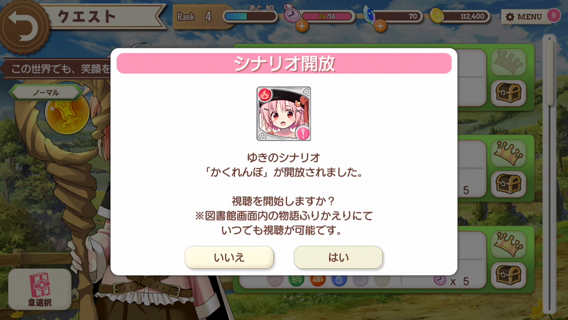 クエスト
Rank 4
あと 80
70
112,400
MENU
この世界でも、笑顔を
ノーマル
シナリオ開放
ゆきのシナリオ
「かくれんぼ」が開放されました。
視聴を開始しますか？
※図書館画面内の物語ふりかえりにて
いつでも視聴が可能です。
いいえ
はい
5
x 5
章選択